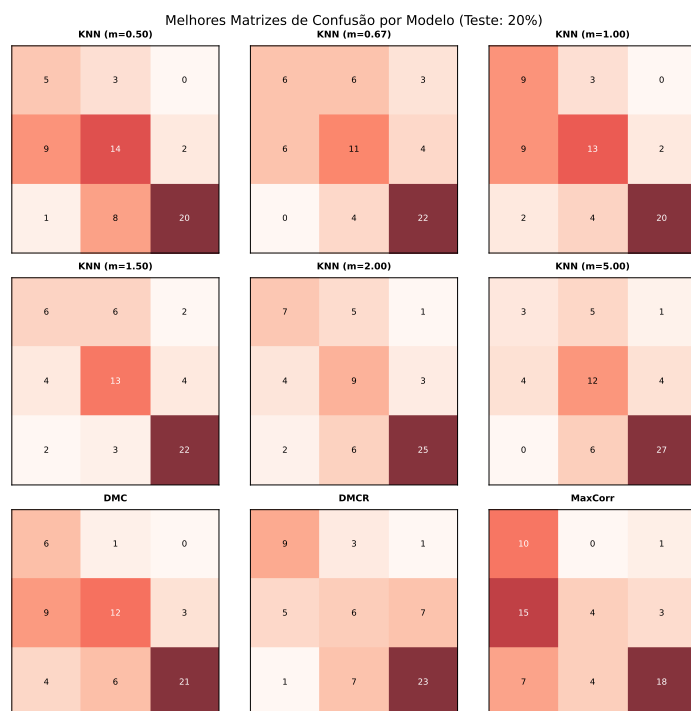 Melhores Matrizes de Confusão por Modelo (Teste: 20%)
KNN (m=0.50) KNN (m=0.67) KNN (m=1.00)
5 3 0 6 6 3 9 3 0
9 14 2 6 11 4 9 13 2
1 8 20 0 4 22 2 4 20
KNN (m=1.50) KNN (m=2.00) KNN (m=5.00)
6 6 2 7 5 1 3 5 1
4 13 4 4 9 3 4 12 4
2 3 22 2 6 25 0 6 27
DMC DMCR MaxCorr
6 1 0 9 3 1 10 0 1
9 12 3 5 6 7 15 4 3
4 6 21 1 7 23 7 4 18